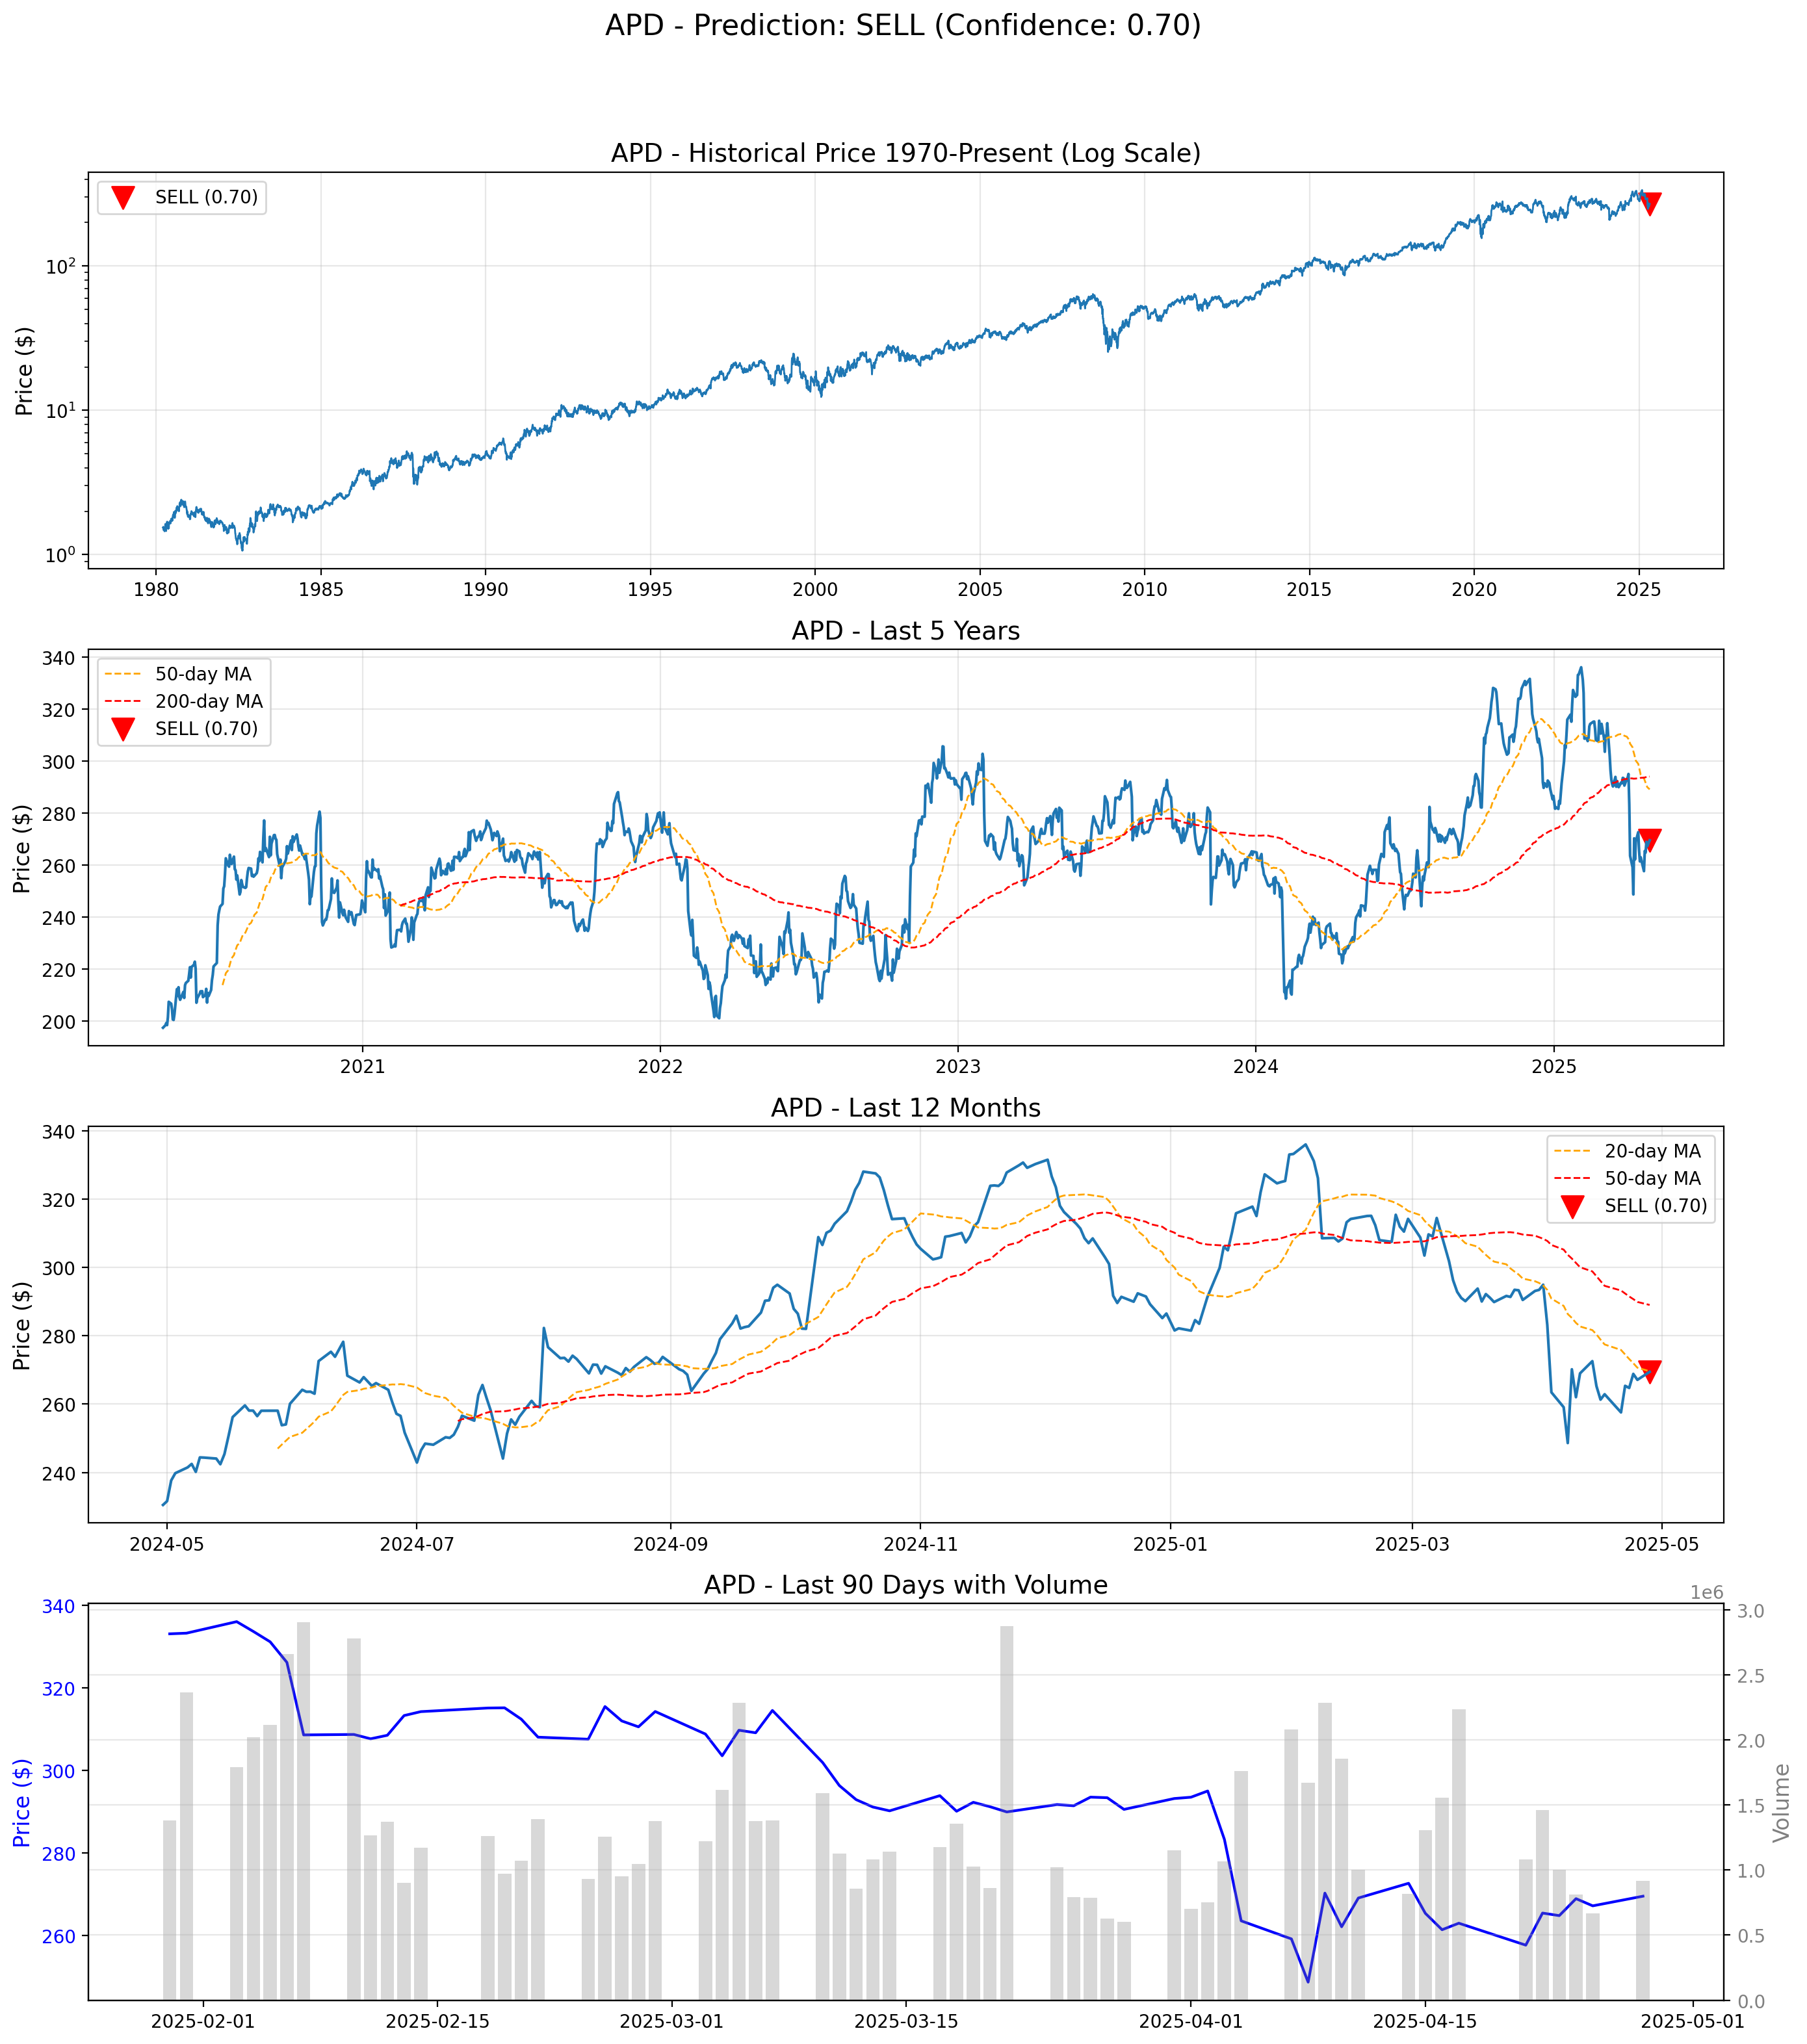 APD - Prediction: SELL (Confidence: 0.70)
APD - Historical Price 1970-Present (Log Scale)
SELL (0.70)
Price ($)
10²
10¹
10⁰
1980 1985 1990 1995 2000 2005 2010 2015 2020 2025
APD - Last 5 Years
50-day MA
200-day MA
SELL (0.70)
Price ($)
340
320
300
280
260
240
220
200
2021 2022 2023 2024 2025
APD - Last 12 Months
20-day MA
50-day MA
SELL (0.70)
Price ($)
340
320
300
280
260
240
2024-05 2024-07 2024-09 2024-11 2025-01 2025-03 2025-05
APD - Last 90 Days with Volume
1e6
Price ($)
340
320
300
280
260
3.0
2.5
2.0
1.5
1.0
0.5
0.0
Volume
2025-02-01 2025-02-15 2025-03-01 2025-03-15 2025-04-01 2025-04-15 2025-05-01